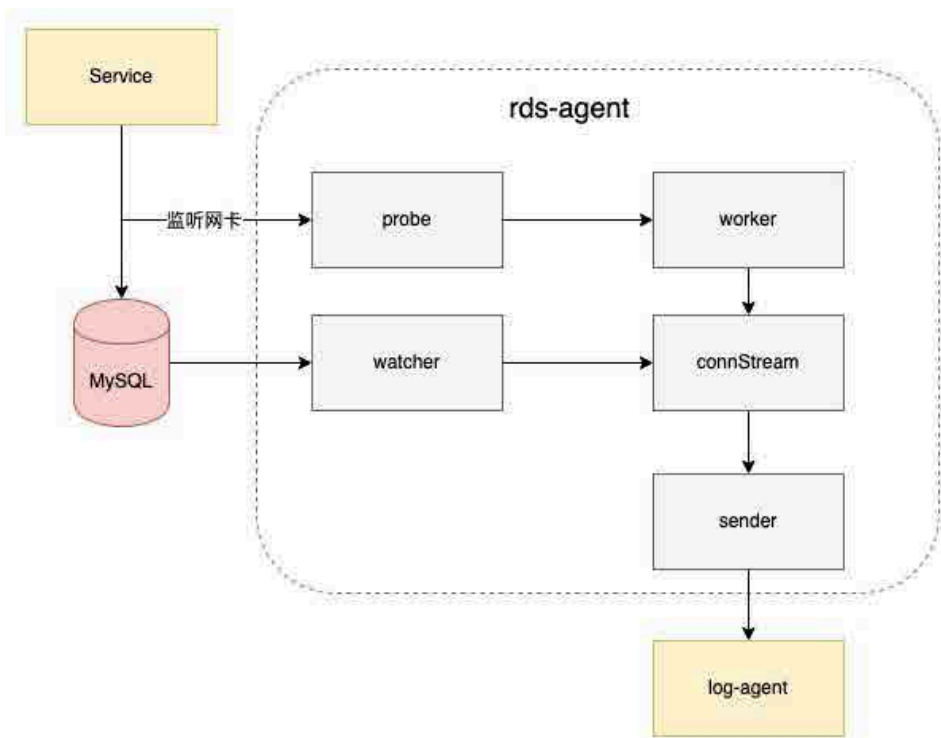 Service
rds-agent
监听网卡
probe
worker
MySQL
watcher
connStream
sender
log-agent